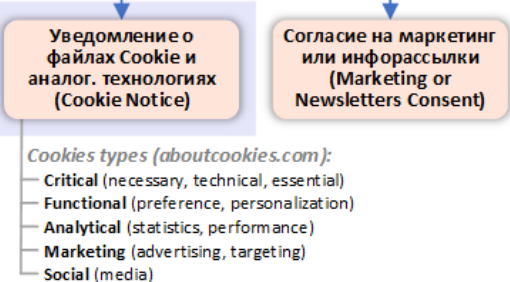 Уведомление о
файлах Cookie и
аналог. технологиях
(Cookie Notice)
Согласие на маркетинг
или инфорассылки
(Marketing or
Newsletters Consent)
Cookies types (aboutcookies.com):
Critical (necessary, technical, essential)
Functional (preference, personalization)
Analytical (statistics, performance)
Marketing (advertising, targeting)
Social (media)